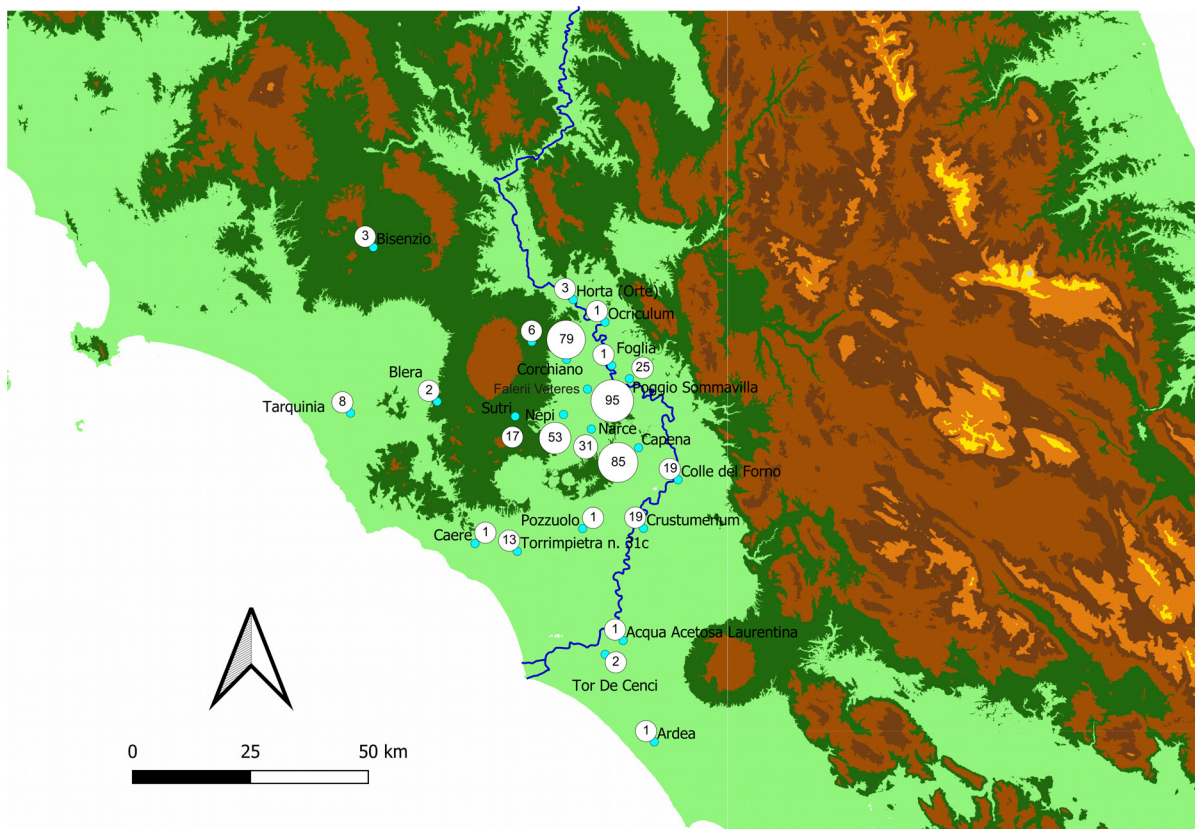 3
Bisenzio
3
Horta (Orte)
1
Ocriculum
6
79
1
Foglia
Corchiano
25
Blera
2
Falerii Veteres
Poggio Sommavilla
95
Tarquinia
8
Sutri
Nepi
17
53
Narce
31
Capena
85
19
Colle del Forno
Pozzuolo
1
19
Crustumerium
Caere
1
13
Torrimpietra n. 31c
1
Acqua Acetosa Laurentina
2
Tor De Cenci
1
Ardea
0
25
50 km